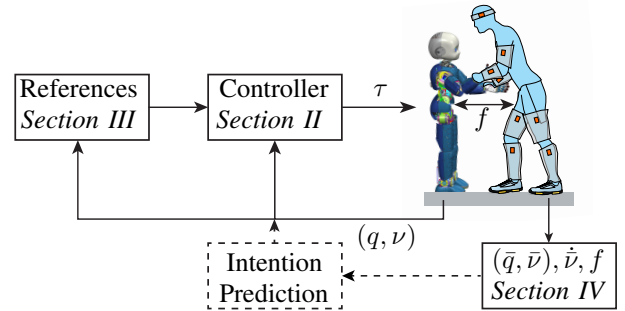 References
Section III
Controller
Section II
τ
f
(q, ν)
Intention
Prediction
(q̄, ν̄), ν̄̇, f
Section IV